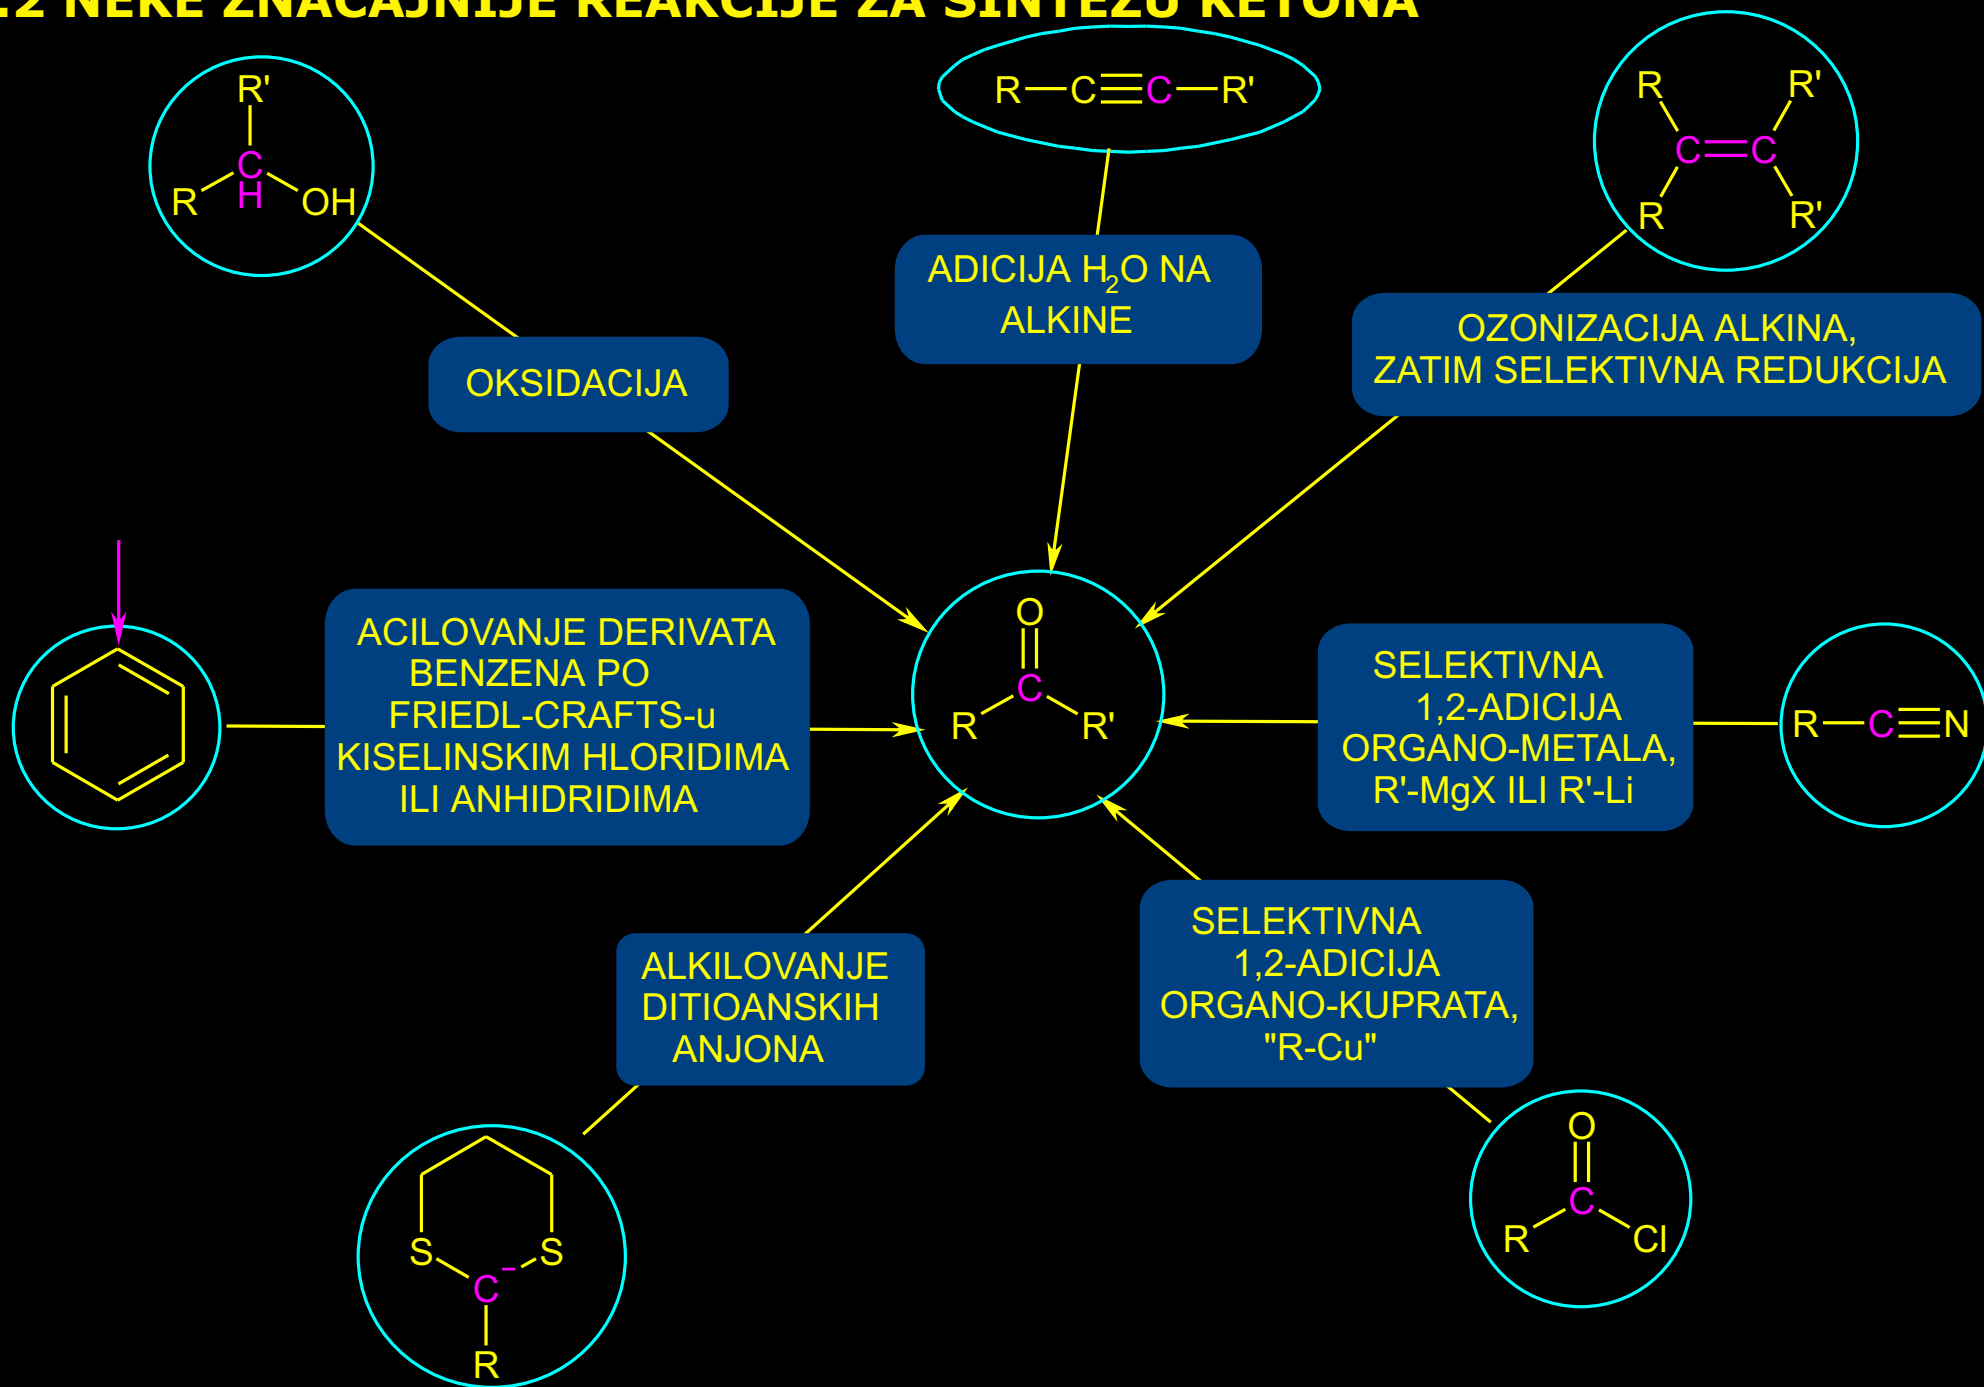 .2 NEKE ZNAČAJNIJE REAKCIJE ZA SINTEZU KETONA
R'
C
H
R
OH
R—C≡C—R'
R
R'
C=C
R
R'
ADICIJA H₂O NA
ALKINE
OZONIZACIJA ALKINA,
ZATIM SELEKTIVNA REDUKCIJA
OKSIDACIJA
ACILOVANJE DERIVATA
BENZENA PO
FRIEDL-CRAFTS-u
KISELINSKIM HLORIDIMA
ILI ANHIDRIDIMA
O
C
R
R'
SELEKTIVNA
1,2-ADICIJA
ORGANO-METALA,
R'-MgX ILI R'-Li
R—C≡N
ALKILOVANJE
DITIOANSKIH
ANJONA
SELEKTIVNA
1,2-ADICIJA
ORGANO-KUPRATA,
"R-Cu"
S
S
C⁻
R
O
C
R
Cl